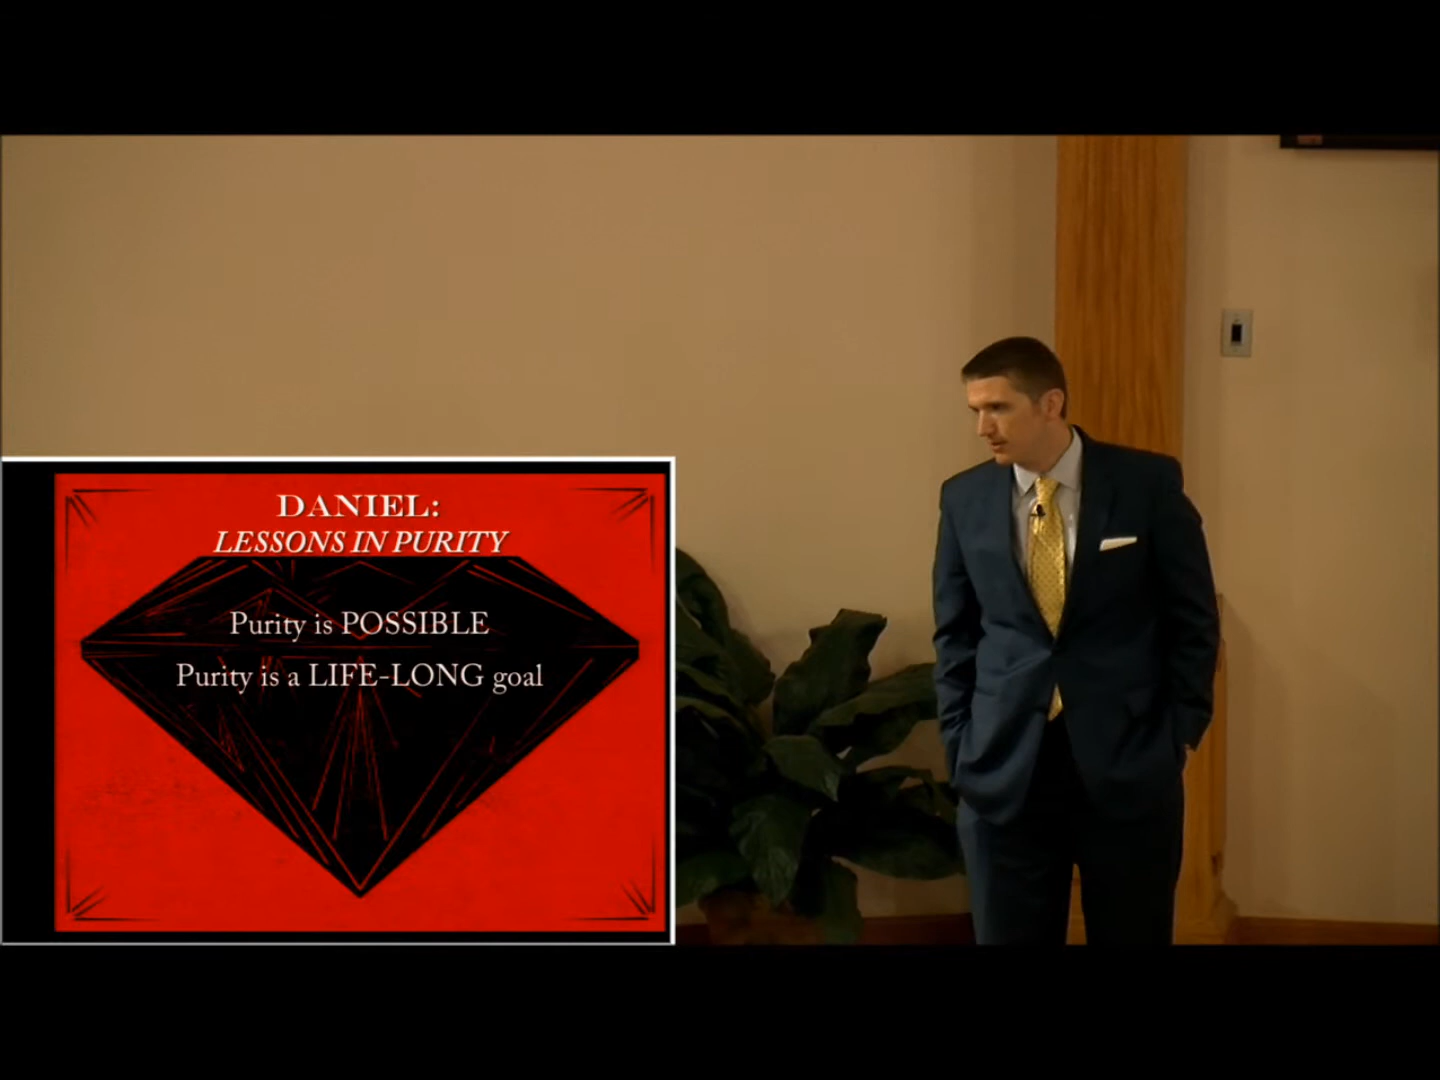 DANIEL:
LESSONS IN PURITY
Purity is POSSIBLE
Purity is a LIFE-LONG goal